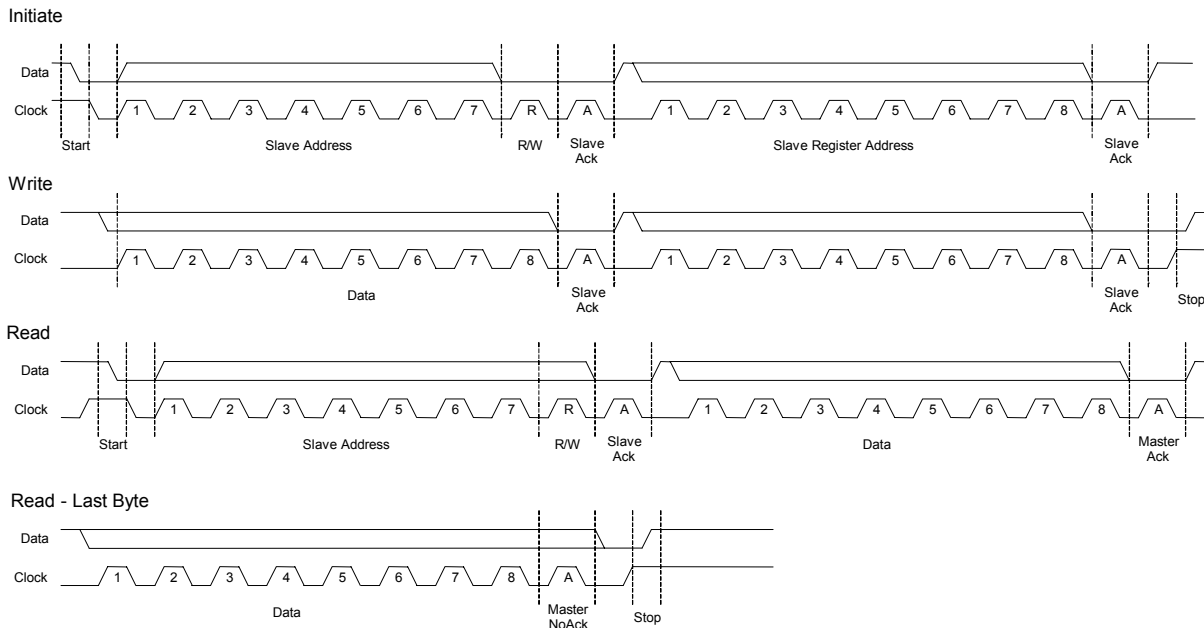 Initiate
Data
Clock 1 2 3 4 5 6 7 R A 1 2 3 4 5 6 7 8 A
Start Slave Address R/W Slave Slave Register Address Slave
Ack Ack
Write
Data
Clock 1 2 3 4 5 6 7 8 A 1 2 3 4 5 6 7 8 A
Data Slave Slave Stop
Ack Ack
Read
Data
Clock 1 2 3 4 5 6 7 R A 1 2 3 4 5 6 7 8 A
Start Slave Address R/W Slave Data Master
Ack Ack
Read - Last Byte
Data
Clock 1 2 3 4 5 6 7 8 A
Data Master Stop
NoAck